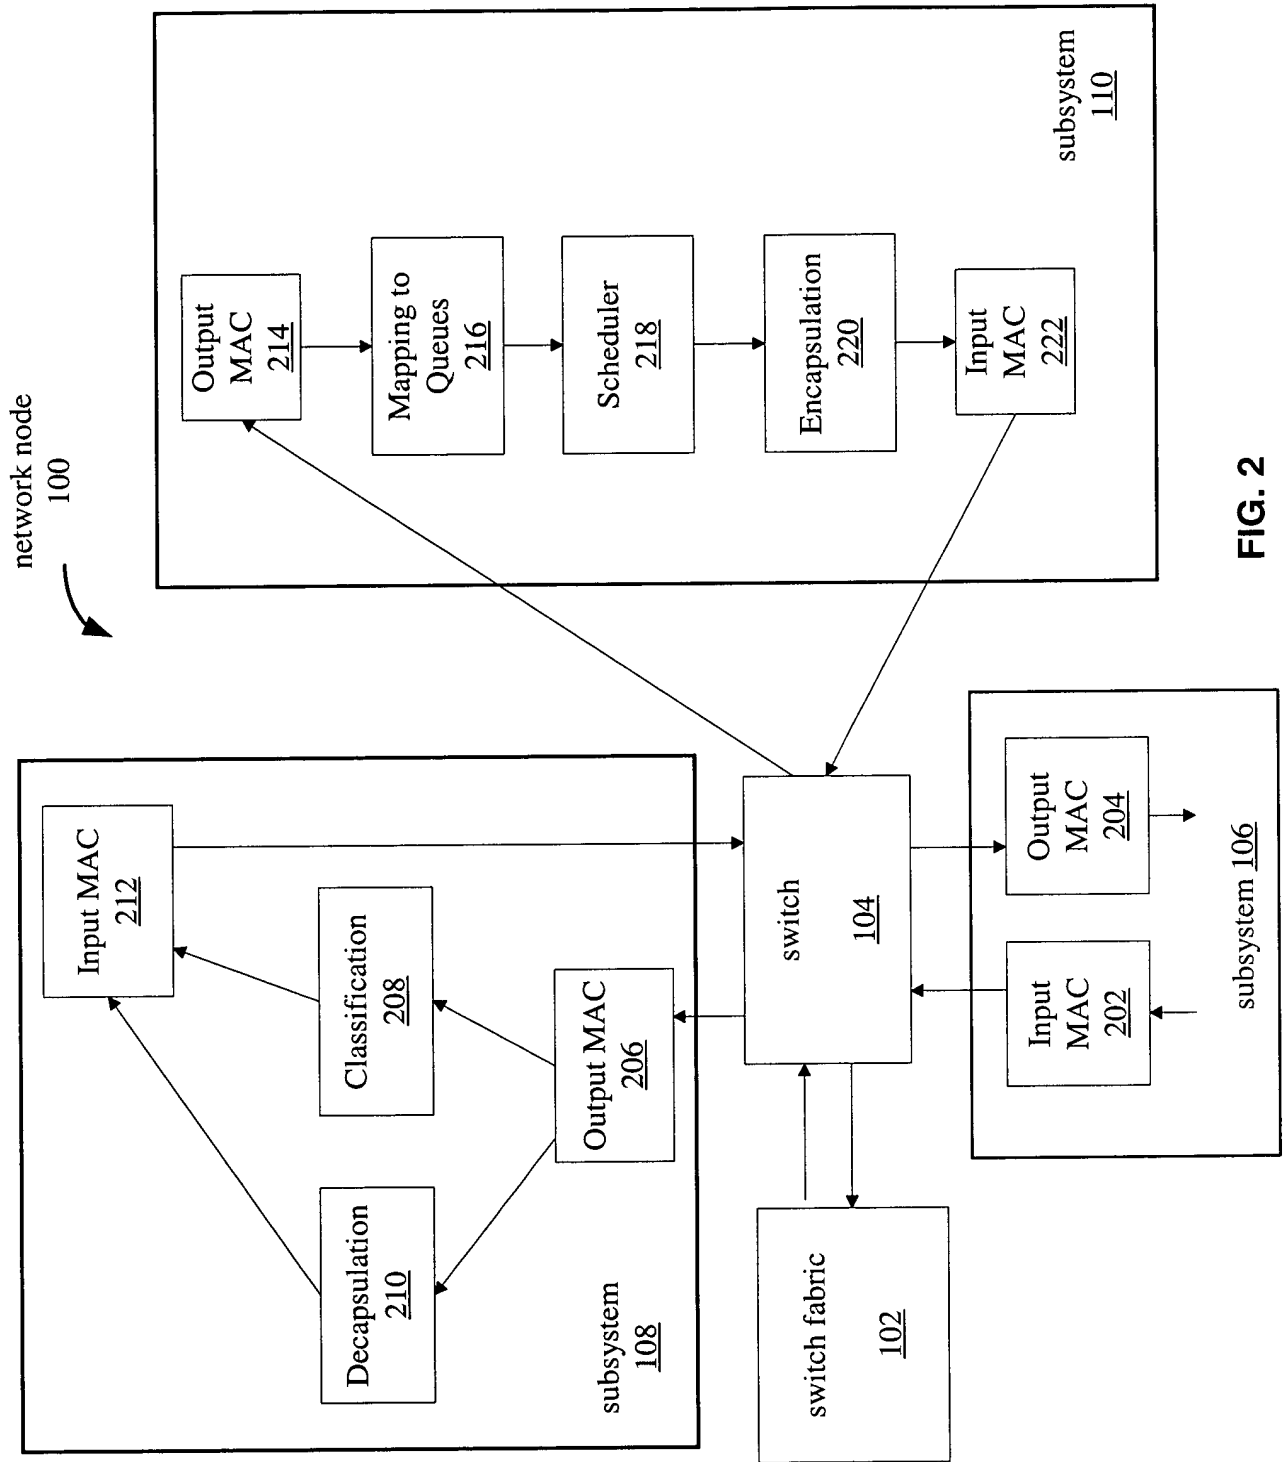 network node
100
Input MAC
212
Classification
208
Decapsulation
210
Output MAC
206
subsystem
108
switch fabric
102
switch
104
Input
MAC
202
Output
MAC
204
subsystem 106
Output
MAC
214
Mapping to
Queues
216
Scheduler
218
Encapsulation
220
Input
MAC
222
subsystem
110
FIG. 2